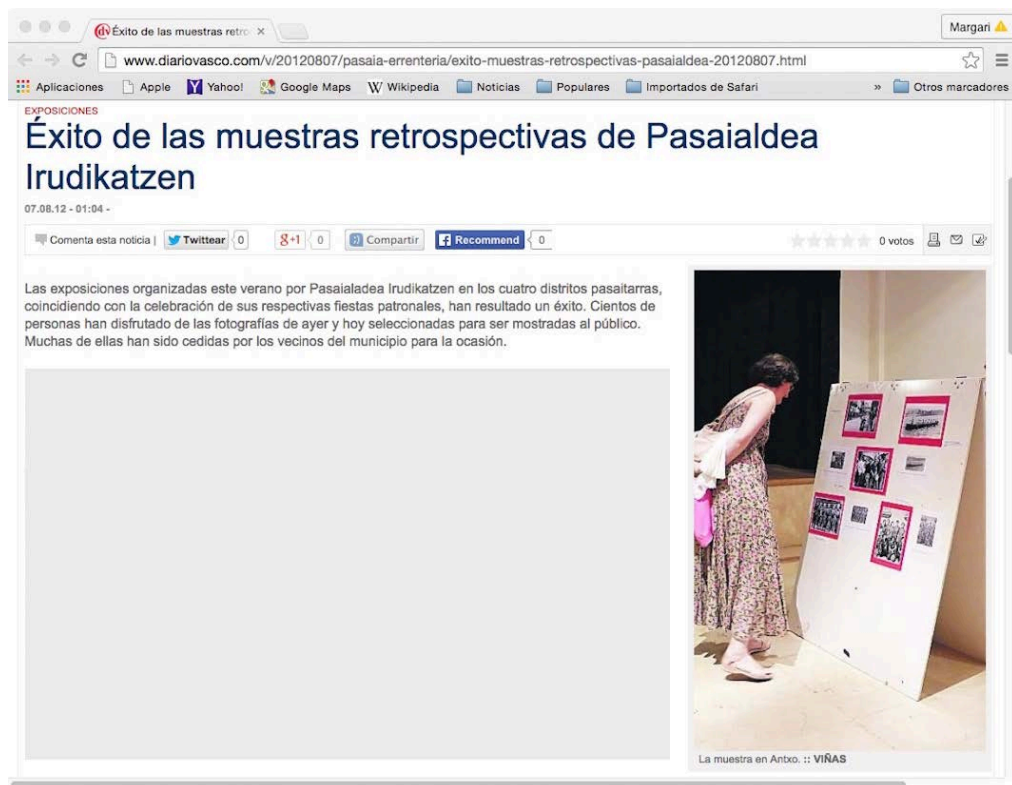 Éxito de las muestras retro
Margari
www.diariovasco.com/v/20120807/pasaia-errenteria/exito-muestras-retrospectivas-pasaialdea-20120807.html
Aplicaciones Apple Yahoo! Google Maps Wikipedia Noticias Populares Importados de Safari » Otros marcadores
EXPOSICIONES
Éxito de las muestras retrospectivas de Pasaialdea
Irudikatzen
07.08.12 - 01:04 -
Comenta esta noticia | Twittear 0 g+1 0 Compartir Recommend 0 0 votos
Las exposiciones organizadas este verano por Pasaialadea Irudikatzen en los cuatro distritos pasaitarras,
coincidiendo con la celebración de sus respectivas fiestas patronales, han resultado un éxito. Cientos de
personas han disfrutado de las fotografías de ayer y hoy seleccionadas para ser mostradas al público.
Muchas de ellas han sido cedidas por los vecinos del municipio para la ocasión.
La muestra en Antxo. :: VIÑAS